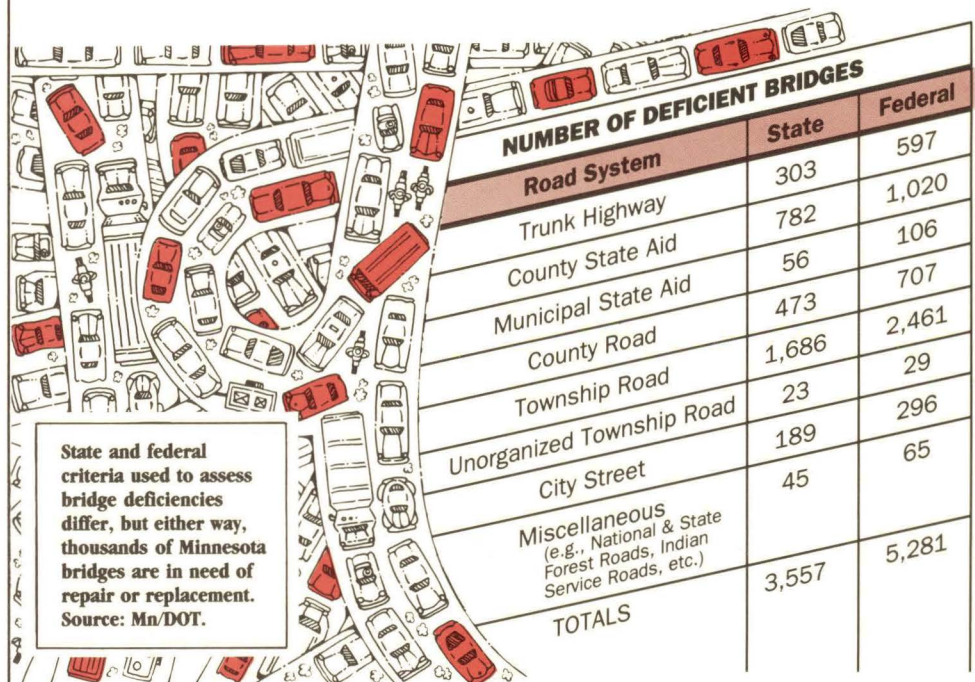 NUMBER OF DEFICIENT BRIDGES
Road System State Federal
Trunk Highway 303 597
County State Aid 782 1,020
Municipal State Aid 56 106
County Road 473 707
Township Road 1,686 2,461
Unorganized Township Road 23 29
City Street 189 296
Miscellaneous 45 65
(e.g., National & State
Forest Roads, Indian
Service Roads, etc.)
TOTALS 3,557 5,281
State and federal
criteria used to assess
bridge deficiencies
differ, but either way,
thousands of Minnesota
bridges are in need of
repair or replacement.
Source: Mn/DOT.